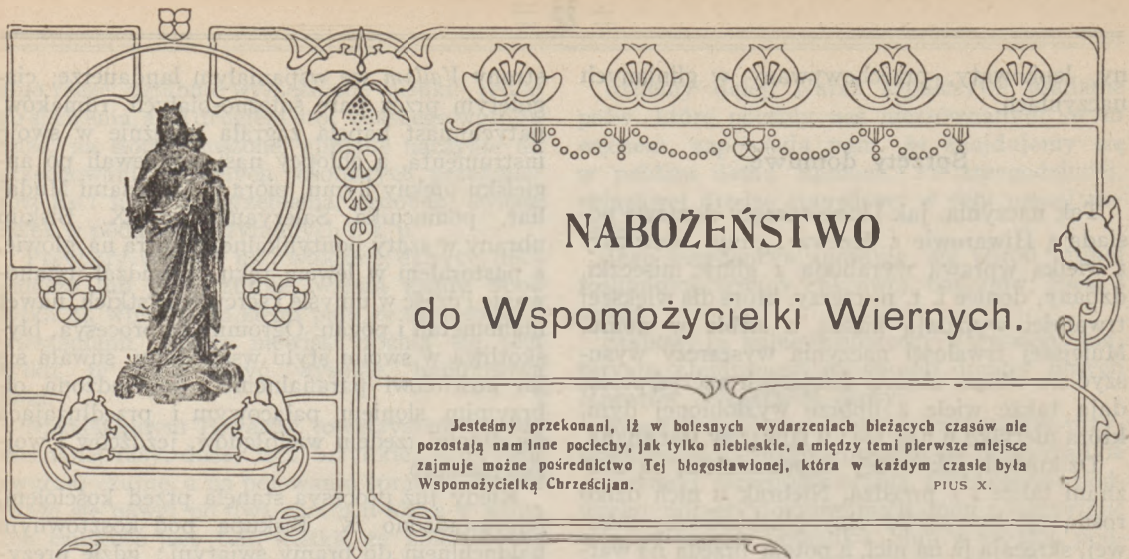 NABOŻEŃSTWO
do Wspomożycielki Wiernych.
Jesteśmy przekonani, iż w bolesnych wydarzeniach bieżących czasów nie
pozostają nam inne pociechy, jak tylko niebieskie, a między temi pierwsze miejsce
zajmuje możne pośrednictwo Tej błogosławionej, która w każdym czasie była
Wspomożycielką Chrześcijan. PIUS X.